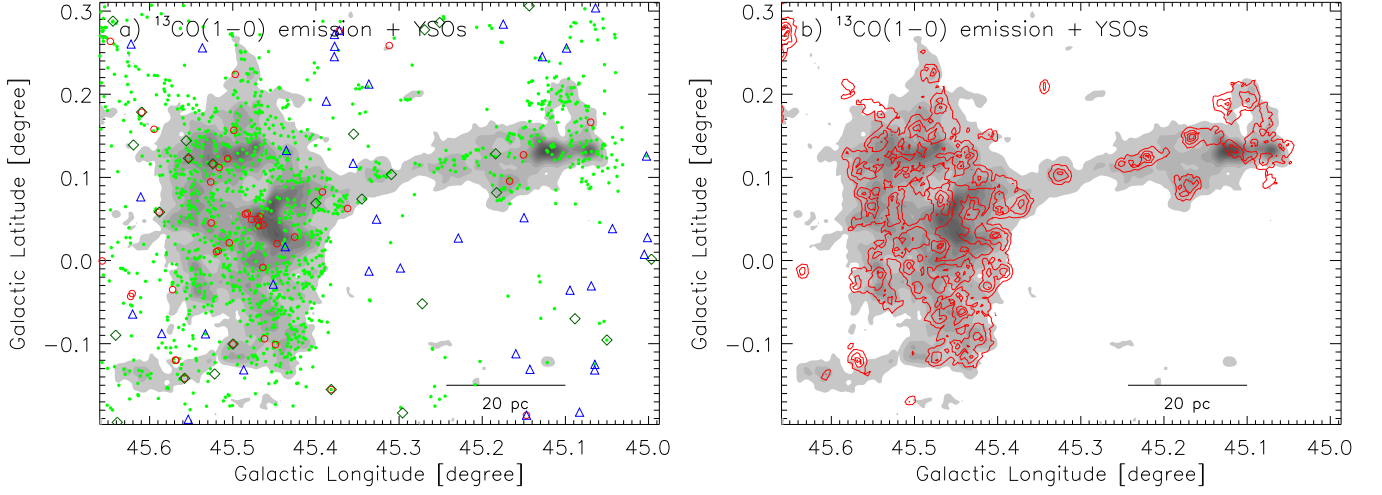 a) ¹³CO(1−0) emission + YSOs
0.3
0.2
0.1
0.0
−0.1
Galactic Latitude [degree]
20 pc
45.6 45.5 45.4 45.3 45.2 45.1 45.0
Galactic Longitude [degree]
b) ¹³CO(1−0) emission + YSOs
0.3
0.2
0.1
0.0
−0.1
Galactic Latitude [degree]
20 pc
45.6 45.5 45.4 45.3 45.2 45.1 45.0
Galactic Longitude [degree]